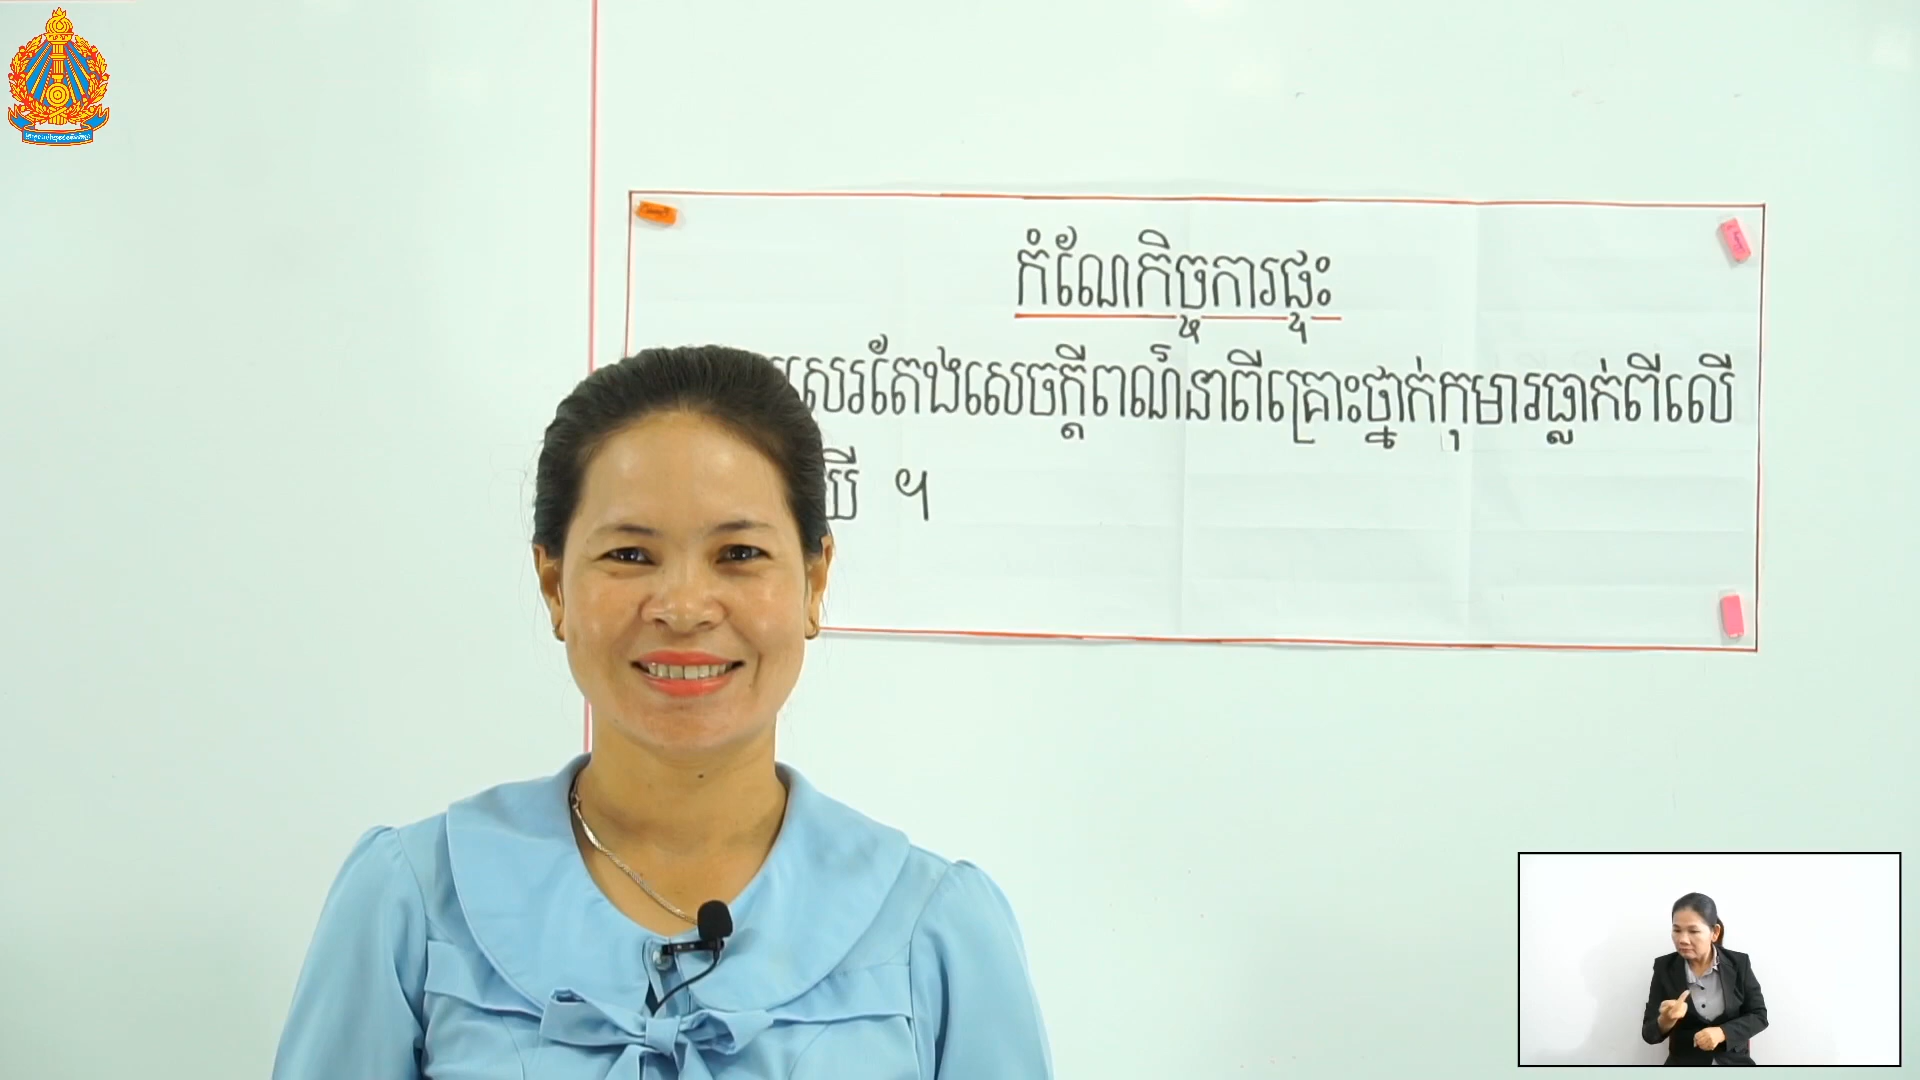 កំណែកិច្ចការផ្ទះ
សរសេរតែងសេចក្ដីពណ៌នាពីគ្រោះថ្នាក់កុមារធ្លាក់ពីលើ
ឈើ ។